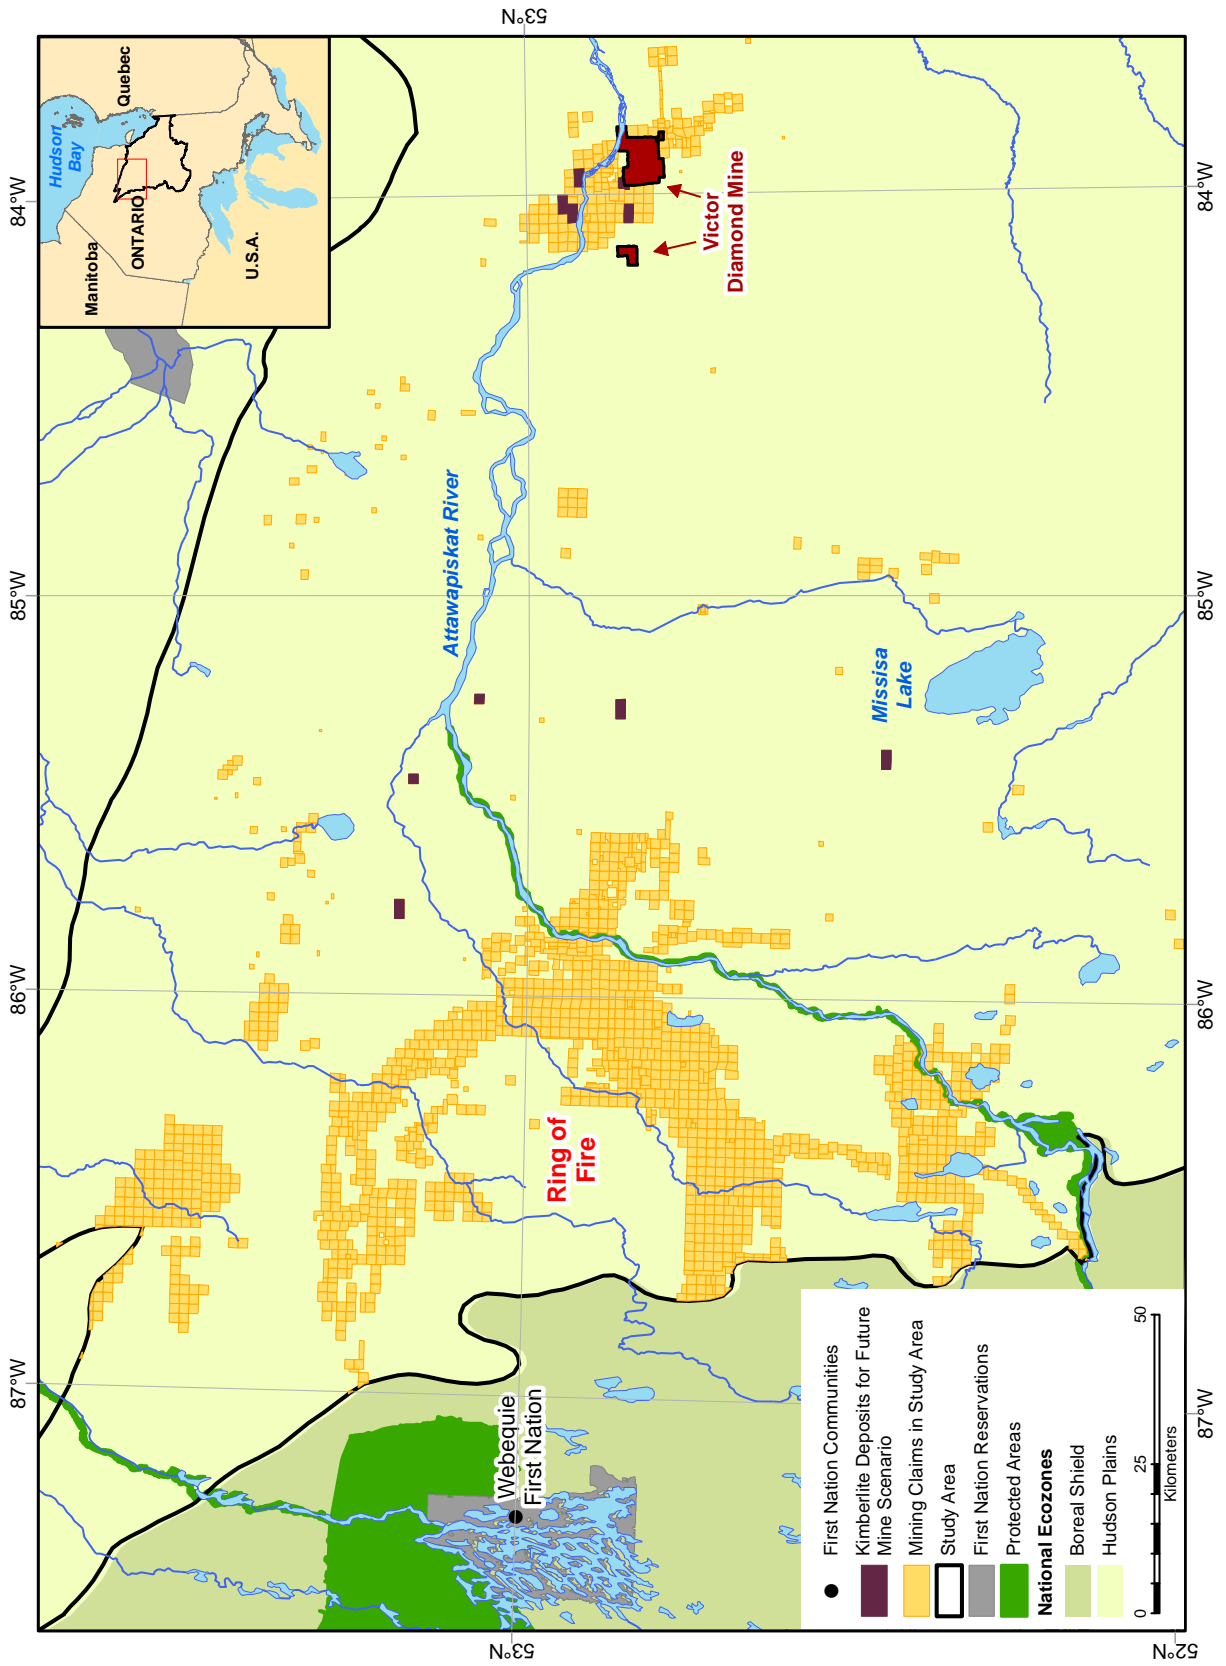 87°W
86°W
85°W
84°W
53°N
53°N
52°N
87°W
86°W
85°W
84°W
Hudson
Bay
Quebec
Manitoba
ONTARIO
U.S.A.
Attawapiskat River
Victor
Diamond Mine
Missisa
Lake
Ring of
Fire
Webequie
First Nation
First Nation Communities
Kimberlite Deposits for Future
Mine Scenario
Mining Claims in Study Area
Study Area
First Nation Reservations
Protected Areas
National Ecozones
Boreal Shield
Hudson Plains
0 25 50
Kilometers